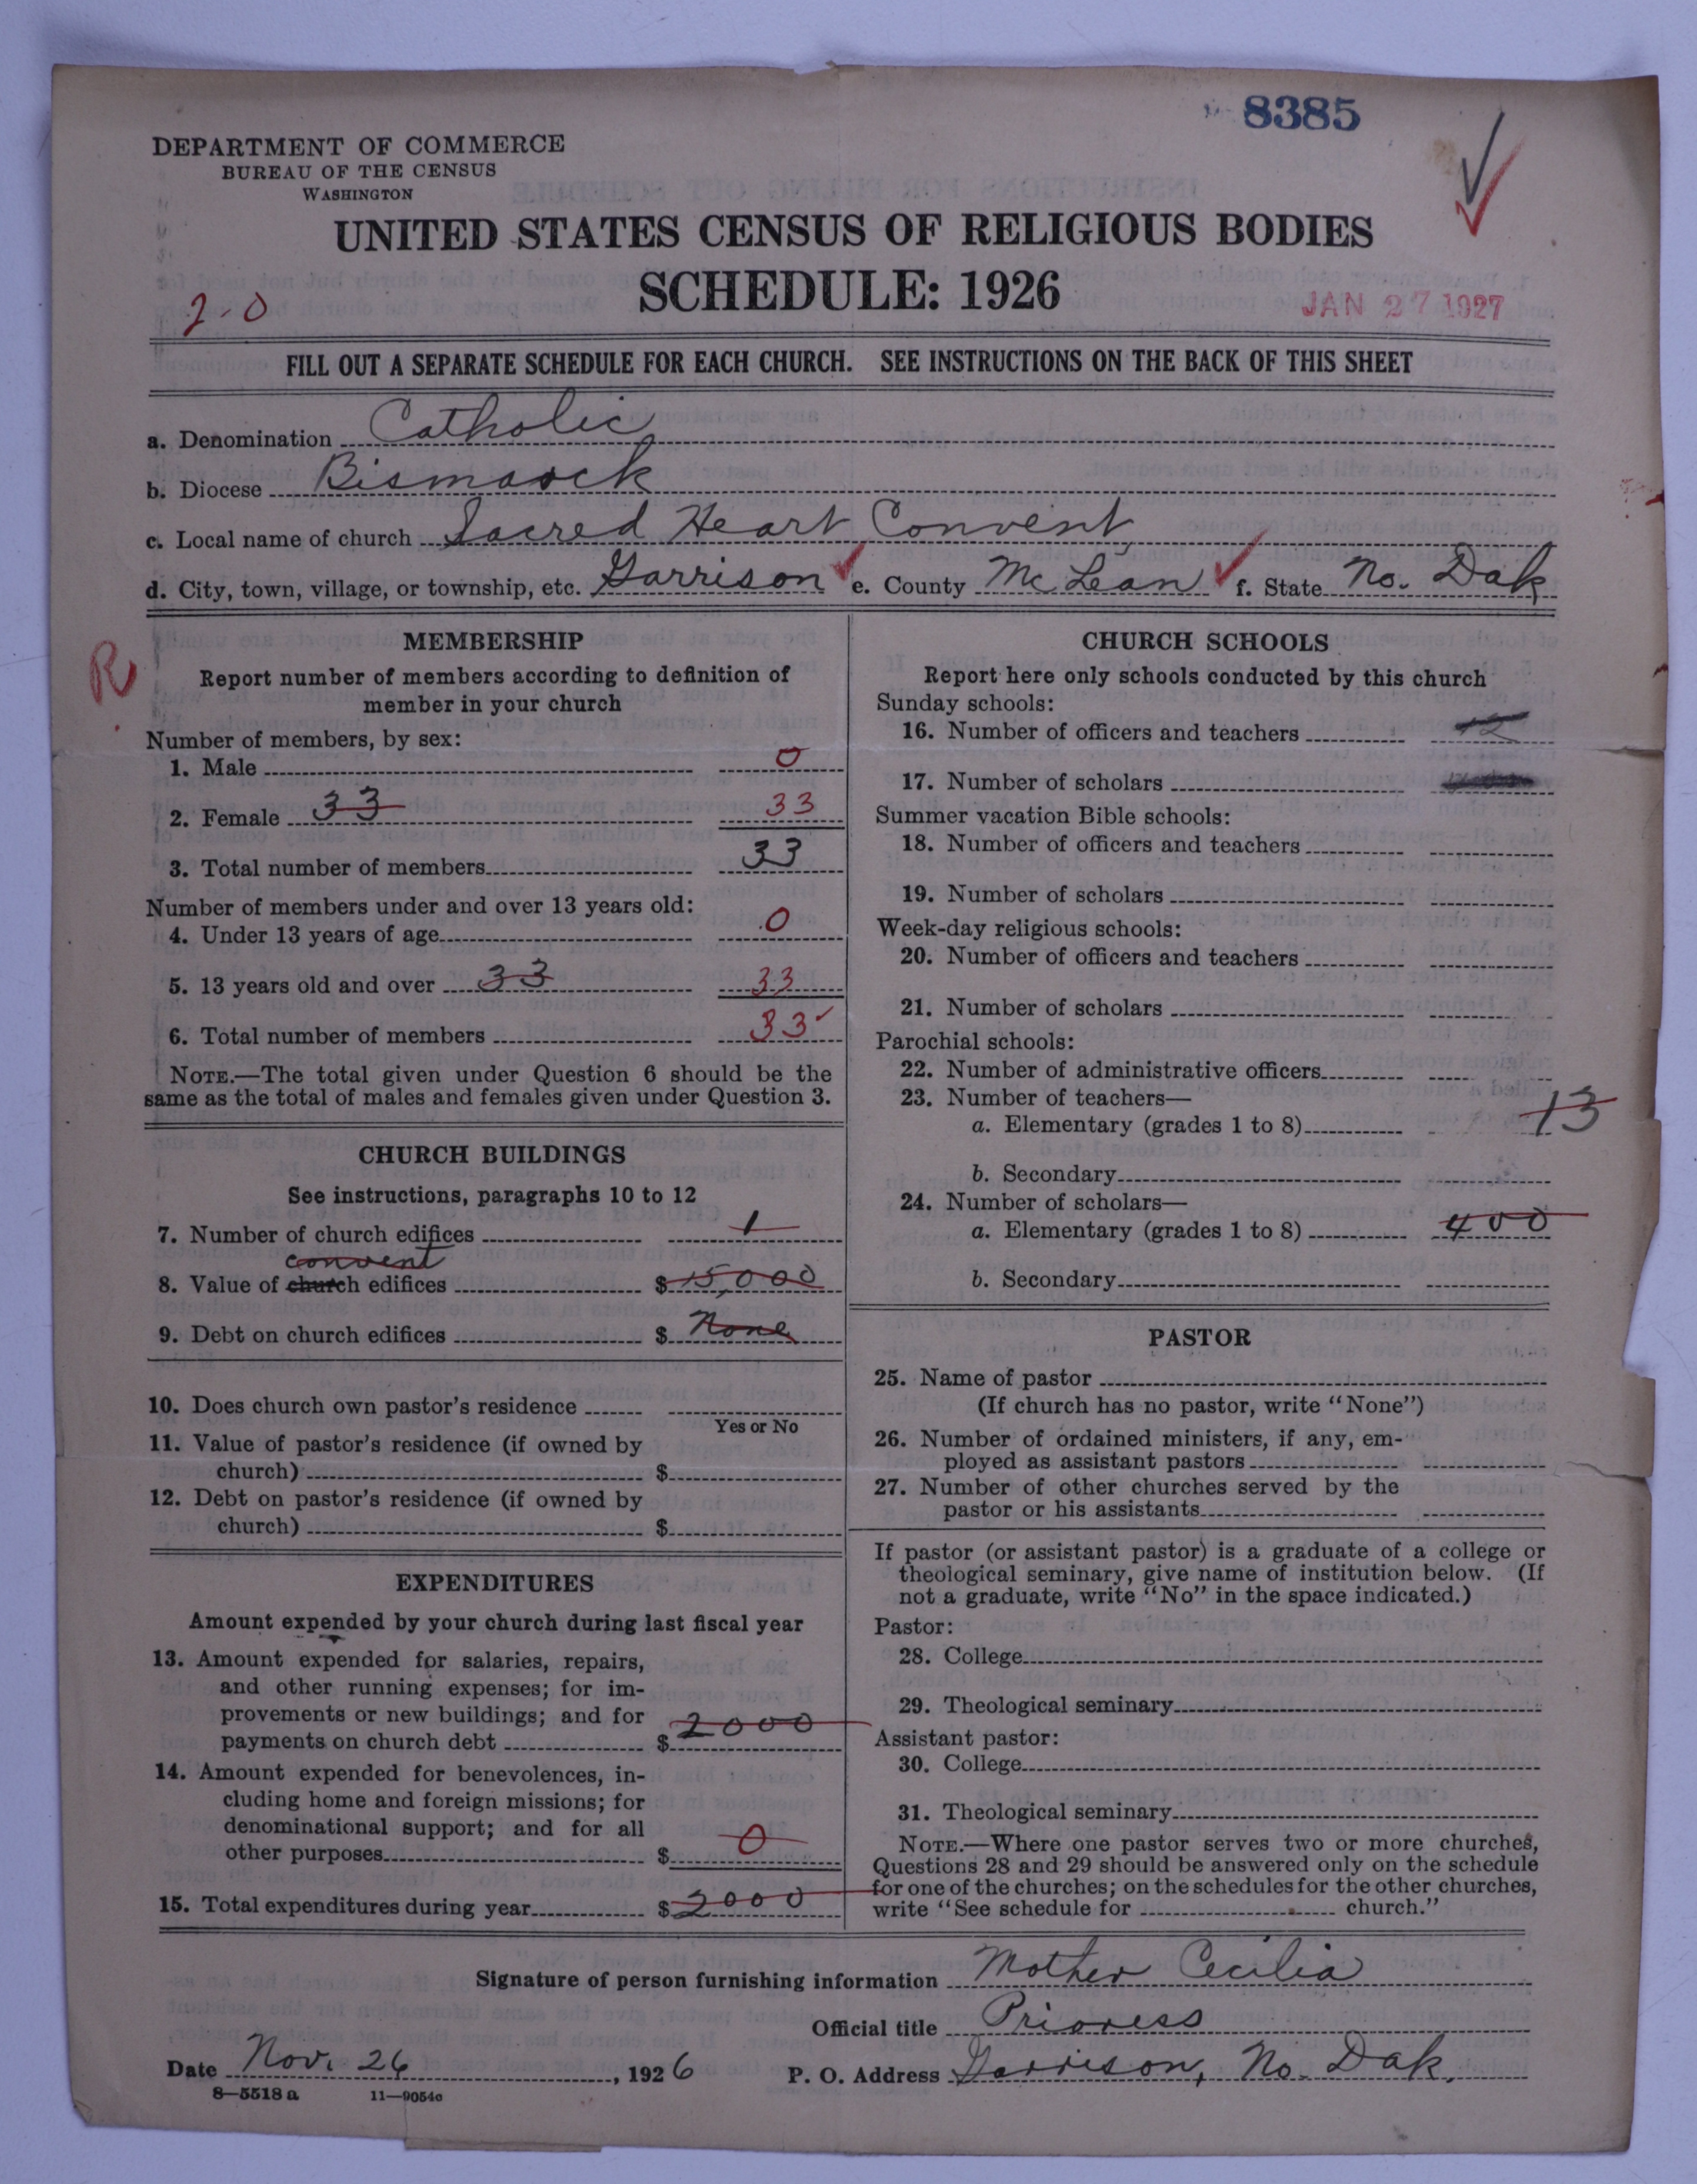 8385
DEPARTMENT OF COMMERCE
BUREAU OF THE CENSUS
WASHINGTON
UNITED STATES CENSUS OF RELIGIOUS BODIES
SCHEDULE: 1926
2-0
JAN 27 1927
FILL OUT A SEPARATE SCHEDULE FOR EACH CHURCH. SEE INSTRUCTIONS ON THE BACK OF THIS SHEET
a. Denomination Catholic
b. Diocese Bismarck
c. Local name of church Sacred Heart Convent
d. City, town, village, or township, etc. Garrison e. County McLean f. State No. Dak
R
MEMBERSHIP
Report number of members according to definition of
member in your church
Number of members, by sex:
1. Male 0
2. Female 33 33
3. Total number of members 33
Number of members under and over 13 years old:
4. Under 13 years of age 0
5. 13 years old and over 33 33
6. Total number of members 33
NOTE.—The total given under Question 6 should be the
same as the total of males and females given under Question 3.
CHURCH BUILDINGS
See instructions, paragraphs 10 to 12
7. Number of church edifices 1
convent
8. Value of church edifices $ 15,000
9. Debt on church edifices $ None
10. Does church own pastor's residence
Yes or No
11. Value of pastor's residence (if owned by
church) $
12. Debt on pastor's residence (if owned by
church) $
EXPENDITURES
Amount expended by your church during last fiscal year
13. Amount expended for salaries, repairs,
and other running expenses; for im-
provements or new buildings; and for
payments on church debt $ 2000
14. Amount expended for benevolences, in-
cluding home and foreign missions; for
denominational support; and for all
other purposes $ 0
15. Total expenditures during year $ 2000
CHURCH SCHOOLS
Report here only schools conducted by this church
Sunday schools:
16. Number of officers and teachers 12
17. Number of scholars
Summer vacation Bible schools:
18. Number of officers and teachers
19. Number of scholars
Week-day religious schools:
20. Number of officers and teachers
21. Number of scholars
Parochial schools:
22. Number of administrative officers
23. Number of teachers—
a. Elementary (grades 1 to 8) 13
b. Secondary
24. Number of scholars—
a. Elementary (grades 1 to 8) 400
b. Secondary
PASTOR
25. Name of pastor
(If church has no pastor, write "None")
26. Number of ordained ministers, if any, em-
ployed as assistant pastors
27. Number of other churches served by the
pastor or his assistants
If pastor (or assistant pastor) is a graduate of a college or
theological seminary, give name of institution below. (If
not a graduate, write "No" in the space indicated.)
Pastor:
28. College
29. Theological seminary
Assistant pastor:
30. College
31. Theological seminary
NOTE.—Where one pastor serves two or more churches,
Questions 28 and 29 should be answered only on the schedule
for one of the churches; on the schedules for the other churches,
write "See schedule for church."
Signature of person furnishing information Mother Cecilia
Official title Prioress
Date Nov. 26, 1926 P. O. Address Garrison, No. Dak.
8—5518 a 11—9054c